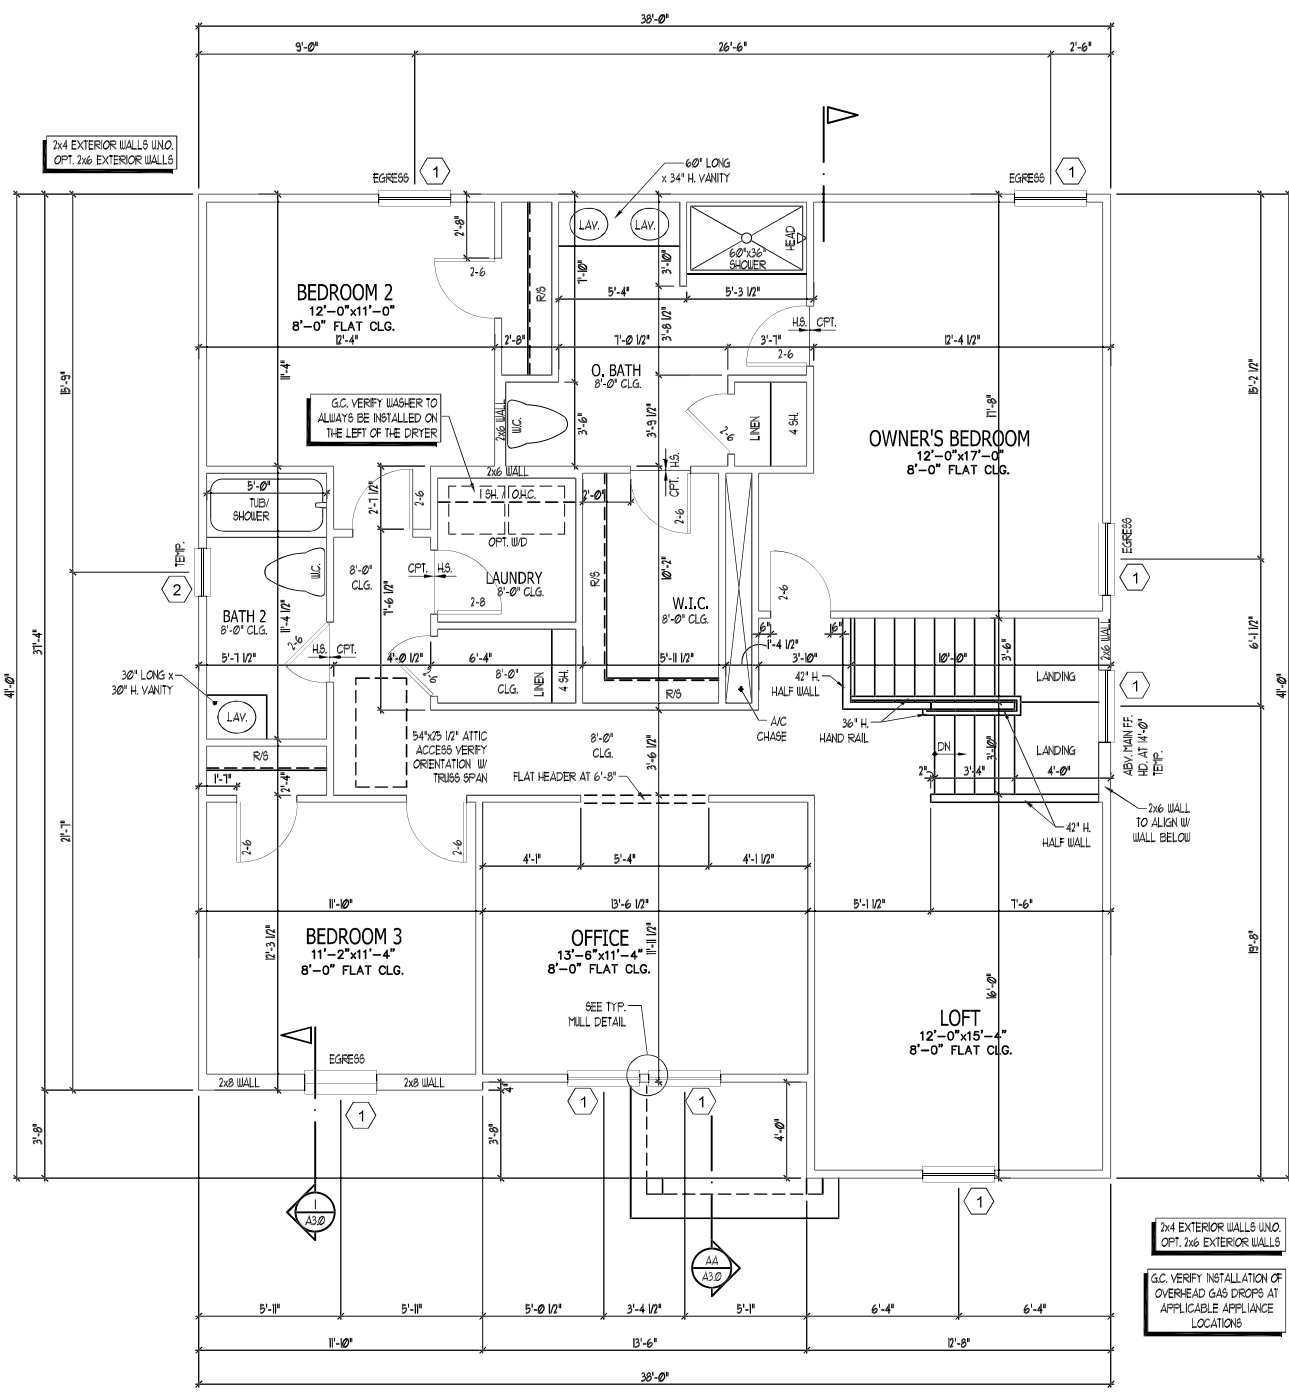 38'-0"
9'-0"
26'-6"
2'-6"
2x4 EXTERIOR WALLS U.N.O.
OPT. 2x6 EXTERIOR WALLS
60" LONG
x 34" H. VANITY
EGRESS
1
EGRESS
1
2'-8"
LAV.
LAV.
HEAD
60"x36"
SHOWER
7'-10"
3'-10"
2-6
BEDROOM 2
12'-0"x11'-0"
8'-0" FLAT CLG.
R/S
5'-4"
5'-3 1/2"
3'-8 1/2"
H.S.
CPT.
12'-4"
2'-8"
7'-0 1/2"
3'-7"
12'-4 1/2"
2-6
11'-4"
O. BATH
8'-0" CLG.
15'-9"
15'-2 1/2"
G.C. VERIFY WASHER TO
ALWAYS BE INSTALLED ON
THE LEFT OF THE DRYER
2x6 WALL
W.C.
3'-6"
3'-9 1/2"
2-6
LINEN
4 SH.
17'-8"
OWNER'S BEDROOM
12'-0"x17'-0"
8'-0" FLAT CLG.
2x6 WALL
H.S.
CPT.
5'-0"
TUB/
SHOWER
2'-7 1/2"
2-6
1 SH. / O.H.C.
2'-0"
2-6
OPT. W/D
TEMP.
2
EGRESS
1
W.C.
8'-0"
CLG.
CPT.
H.S.
LAUNDRY
8'-0" CLG.
R/S
10'-2"
2-6
7'-6 1/2"
2-8
W.I.C.
8'-0" CLG.
BATH 2
8'-0" CLG.
11'-4 1/2"
2-6
H.S.
CPT.
6"
6"
1'-4 1/2"
3'-6"
2x6 WALL
6'-1 1/2"
37'-4"
41'-0"
41'-0"
5'-7 1/2"
4'-0 1/2"
6'-4"
5'-11 1/2"
3'-10"
10'-0"
2-6
8'-0"
CLG.
LINEN
4 SH.
R/S
30" LONG x
30" H. VANITY
LAV.
42" H.
HALF WALL
LANDING
1
54"x25 1/2" ATTIC
ACCESS VERIFY
ORIENTATION W/
TRUSS SPAN
8'-0"
CLG.
3'-6 1/2"
A/C
CHASE
36" H.
HAND RAIL
DN
3'-10"
LANDING
ABV. MAIN F.F.
HD. AT 14'-0"
TEMP.
R/S
1'-7"
2'-4"
FLAT HEADER AT 6'-8"
2"
3'-4"
4'-0"
2x6 WALL
TO ALIGN W/
WALL BELOW
42" H.
HALF WALL
2-6
2-6
4'-1"
5'-4"
4'-1 1/2"
21'-7"
11'-10"
13'-6 1/2"
5'-1 1/2"
7'-6"
19'-8"
12'-3 1/2"
BEDROOM 3
11'-2"x11'-4"
8'-0" FLAT CLG.
OFFICE
13'-6"x11'-4"
8'-0" FLAT CLG.
11'-11 1/2"
16'-0"
SEE TYP.
MULL DETAIL
LOFT
12'-0"x15'-4"
8'-0" FLAT CLG.
EGRESS
2x8 WALL
2x8 WALL
4"
1
1
1
3'-8"
3'-8"
4'-0"
1
1
A3.0
AA
A3.0
2x4 EXTERIOR WALLS U.N.O.
OPT. 2x6 EXTERIOR WALLS
G.C. VERIFY INSTALLATION OF
OVERHEAD GAS DROPS AT
APPLICABLE APPLIANCE
LOCATIONS
5'-11"
5'-11"
5'-0 1/2"
3'-4 1/2"
5'-1"
6'-4"
6'-4"
11'-10"
13'-6"
12'-8"
38'-0"